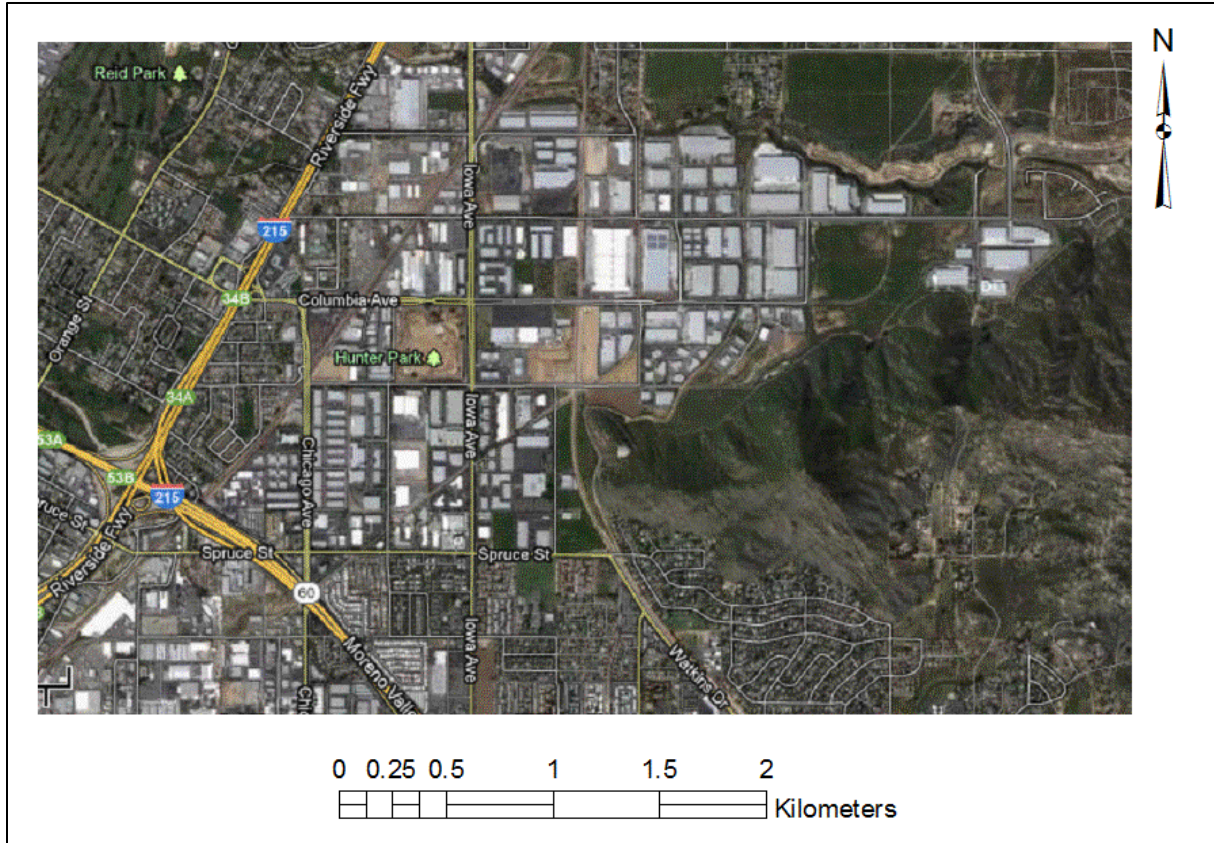 N
Reid Park
Riverside Fwy
Iowa Ave
215
34B
Columbia Ave
Orange St
Hunter Park
34A
Iowa Ave
53A
Chicago Ave
53B
215
Spruce St
Spruce St
Riverside Fwy
60
Iowa Ave
Moreno Valle
Watkins Dr
Chi
0 0.25 0.5 1 1.5 2
Kilometers